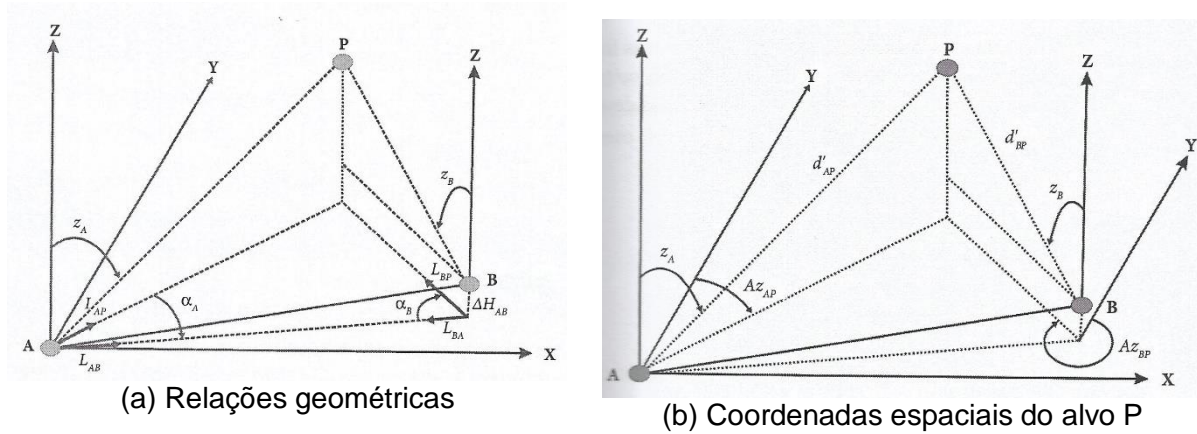 Z
P
Z
Y
z_A
z_B
L_AP
α_A
L_BP
α_B
B
ΔH_AB
A
L_AB
L_BA
X
(a) Relações geométricas
Z
P
Z
Y
Y
d'_AP
d'_BP
z_B
z_A
Az_AP
B
A
Az_BP
X
(b) Coordenadas espaciais do alvo P